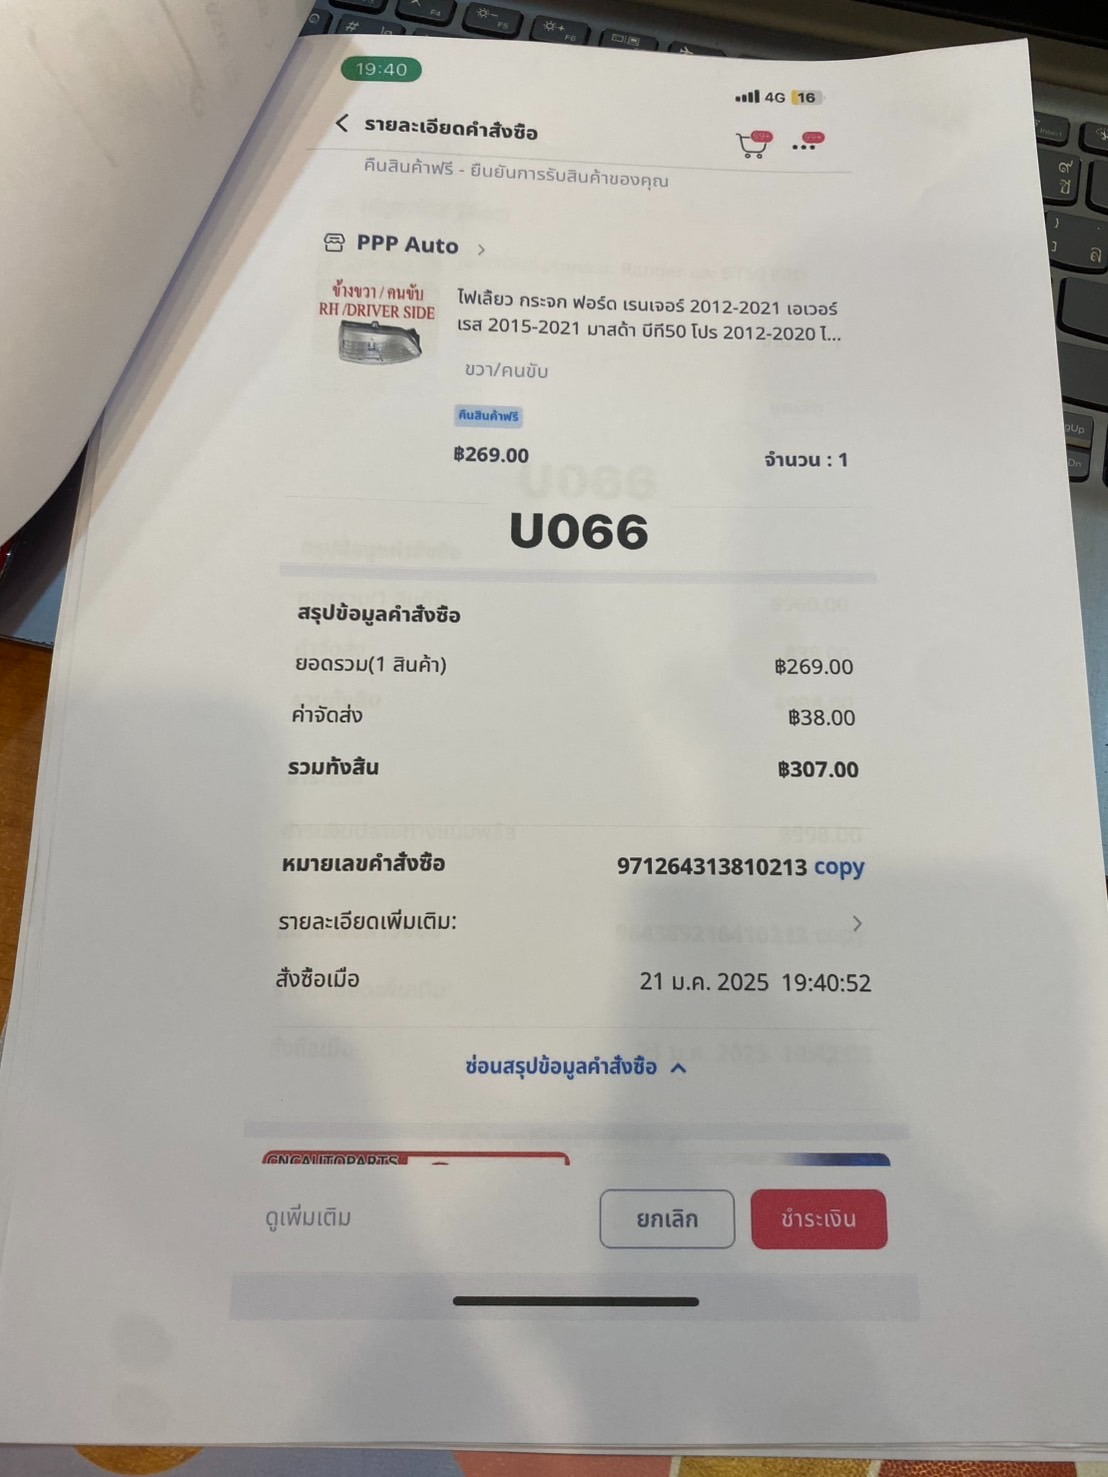 19:40
4G 16
รายละเอียดคำสั่งซื้อ
99+ 99+
คืนสินค้าฟรี - ยืนยันการรับสินค้าของคุณ
PPP Auto
ข้างขวา/คนขับ
RH /DRIVER SIDE
ไฟเลี้ยว กระจก ฟอร์ด เรนเจอร์ 2012-2021 เอเวอร์
เรส 2015-2021 มาสด้า บีที50 โปร 2012-2020 ไ...
ขวา/คนขับ
คืนสินค้าฟรี
฿269.00 จำนวน : 1
U066
สรุปข้อมูลคำสั่งซื้อ
ยอดรวม(1 สินค้า) ฿269.00
ค่าจัดส่ง ฿38.00
รวมทั้งสิ้น ฿307.00
หมายเลขคำสั่งซื้อ 971264313810213 copy
รายละเอียดเพิ่มเติม:
สั่งซื้อเมื่อ 21 ม.ค. 2025 19:40:52
ซ่อนสรุปข้อมูลคำสั่งซื้อ
GNGAUTOPARTS
ดูเพิ่มเติม ยกเลิก ชำระเงิน